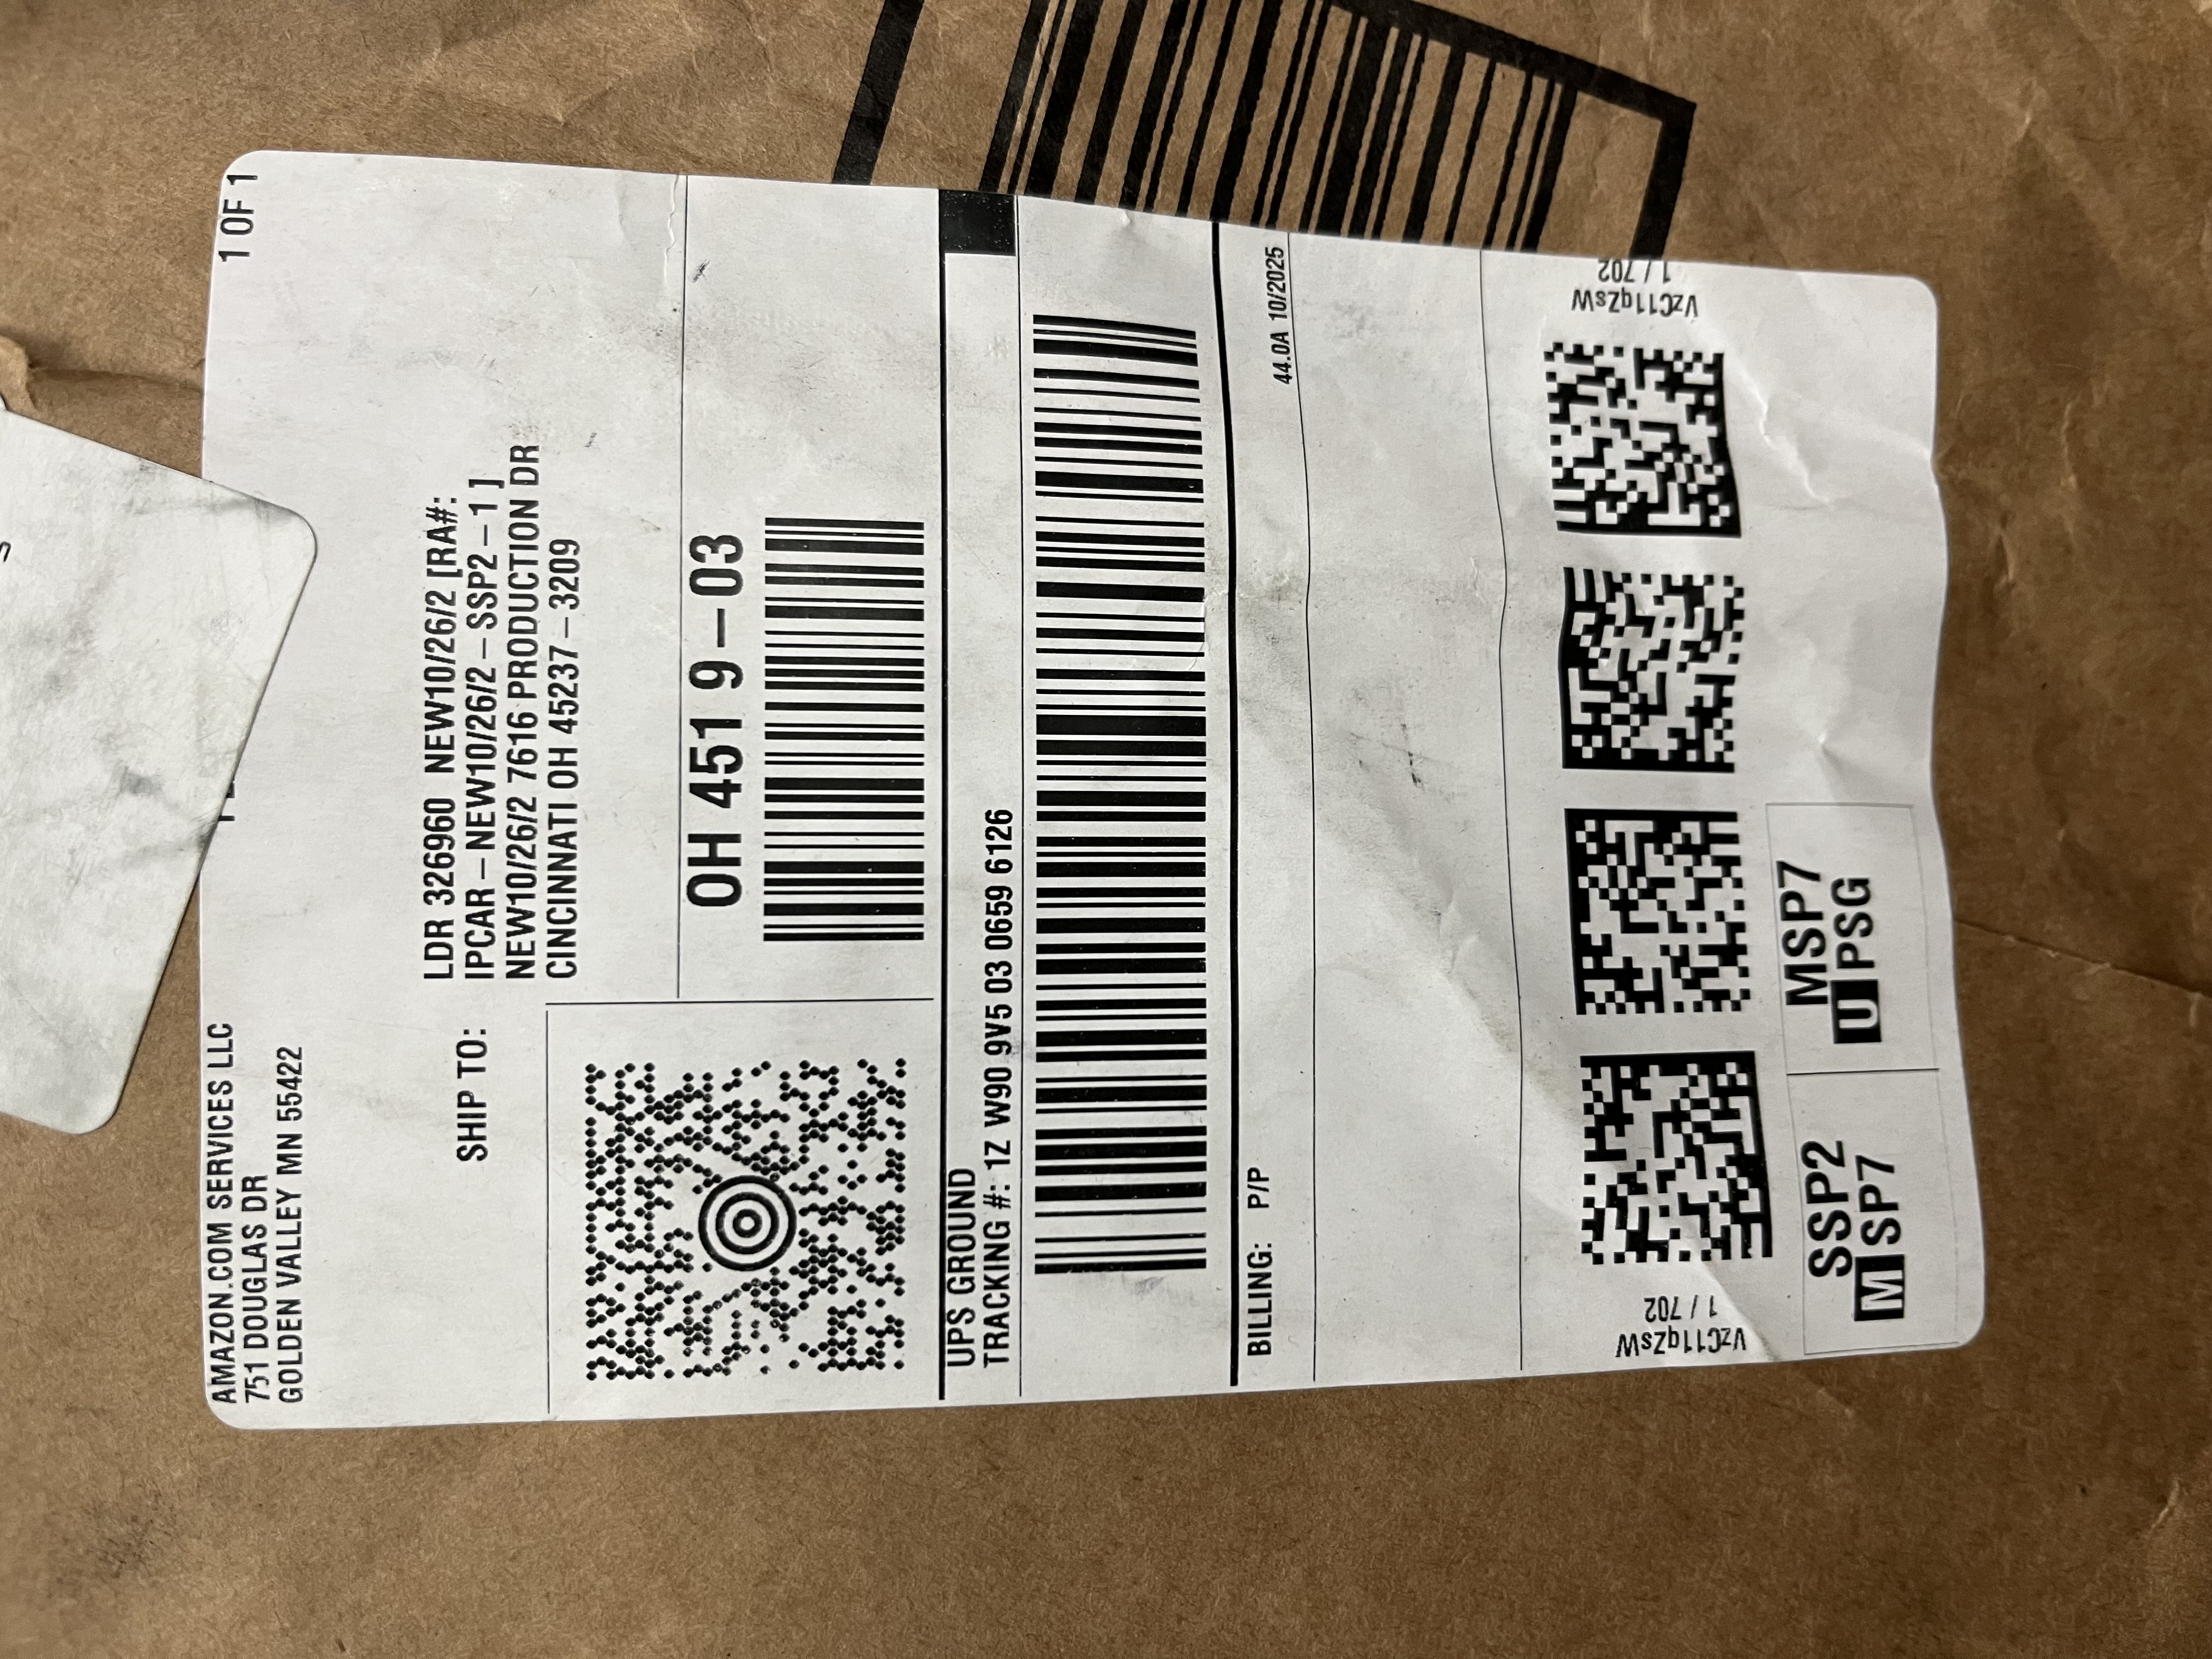 AMAZON.COM SERVICES LLC
751 DOUGLAS DR
GOLDEN VALLEY MN 55422
1 OF 1
SHIP TO:
LDR 326960 NEW10/26/2 [RA#:
IPCAR-NEW10/26/2-SSP2-1]
NEW10/26/2 7616 PRODUCTION DR
CINCINNATI OH 45237-3209
OH 451 9-03
UPS GROUND
TRACKING #: 1Z W90 9V5 03 0659 6126
BILLING: P/P
44.0A 10/2025
VzC11qZsW
1 / 702
VzC11qZsW
1 / 702
SSP2
MSP7
MSP7
UPSG